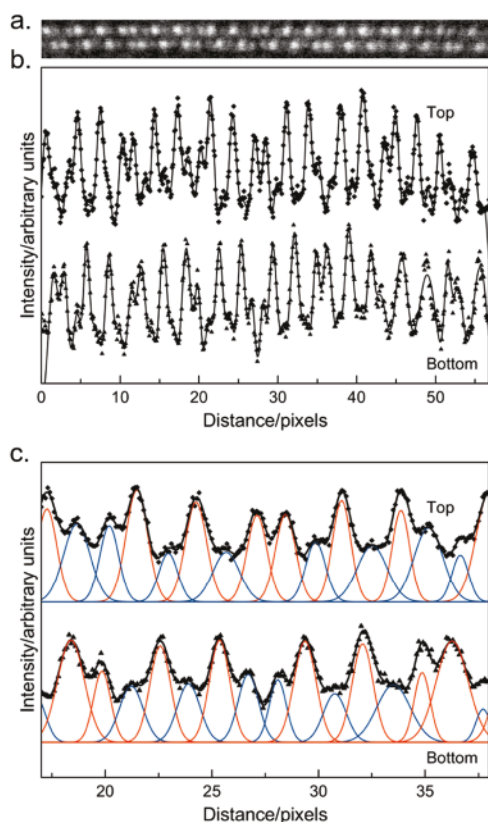 a.
b.
Top
Intensity/arbitrary units
Bottom
0 10 20 30 40 50
Distance/pixels
c.
Top
Intensity/arbitrary units
Bottom
20 25 30 35
Distance/pixels